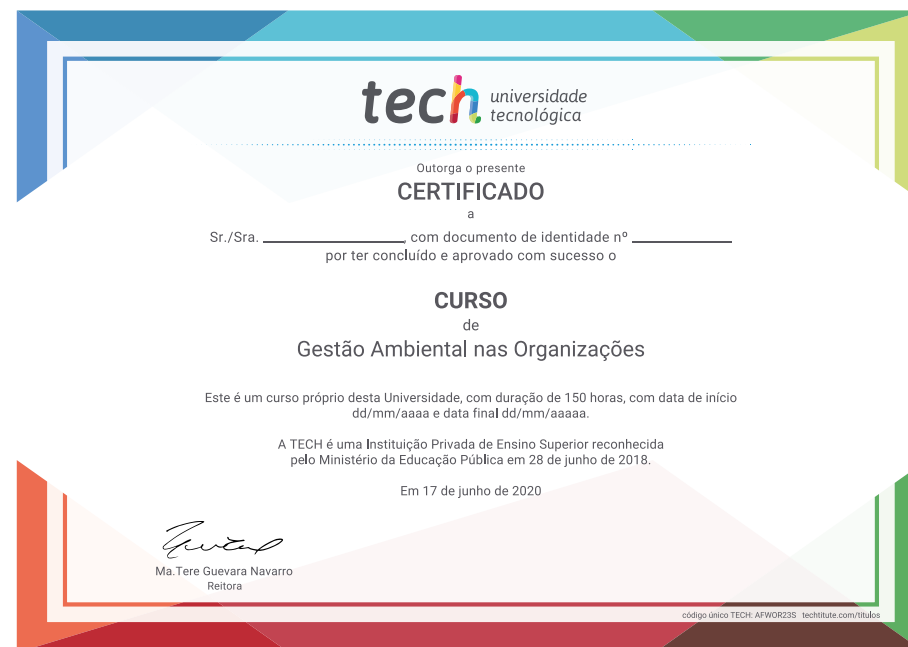 tech universidade
tecnológica
Outorga o presente
CERTIFICADO
a
Sr./Sra. ____________, com documento de identidade nº ____________
por ter concluído e aprovado com sucesso o
CURSO
de
Gestão Ambiental nas Organizações
Este é um curso próprio desta Universidade, com duração de 150 horas, com data de início
dd/mm/aaaa e data final dd/mm/aaaaa.
A TECH é uma Instituição Privada de Ensino Superior reconhecida
pelo Ministério da Educação Pública em 28 de junho de 2018.
Em 17 de junho de 2020
Ma.Tere Guevara Navarro
Reitora
código único TECH: AFWOR23S techtitute.com/titulos